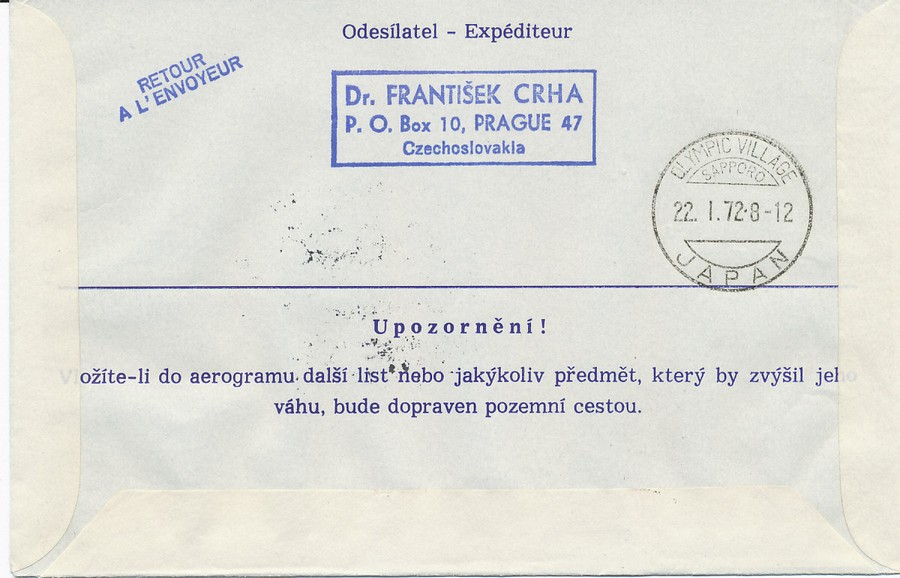 Odesílatel - Expéditeur
RETOUR
A L'ENVOYEUR
Dr. FRANTIŠEK CRHA
P. O. Box 10, PRAGUE 47
Czechoslovakia
OLYMPIC VILLAGE
SAPPORO
22. I. 72·8-12
JAPAN
Upozornění!
Vložíte-li do aerogramu další list nebo jakýkoliv předmět, který by zvýšil jeho
váhu, bude dopraven pozemní cestou.